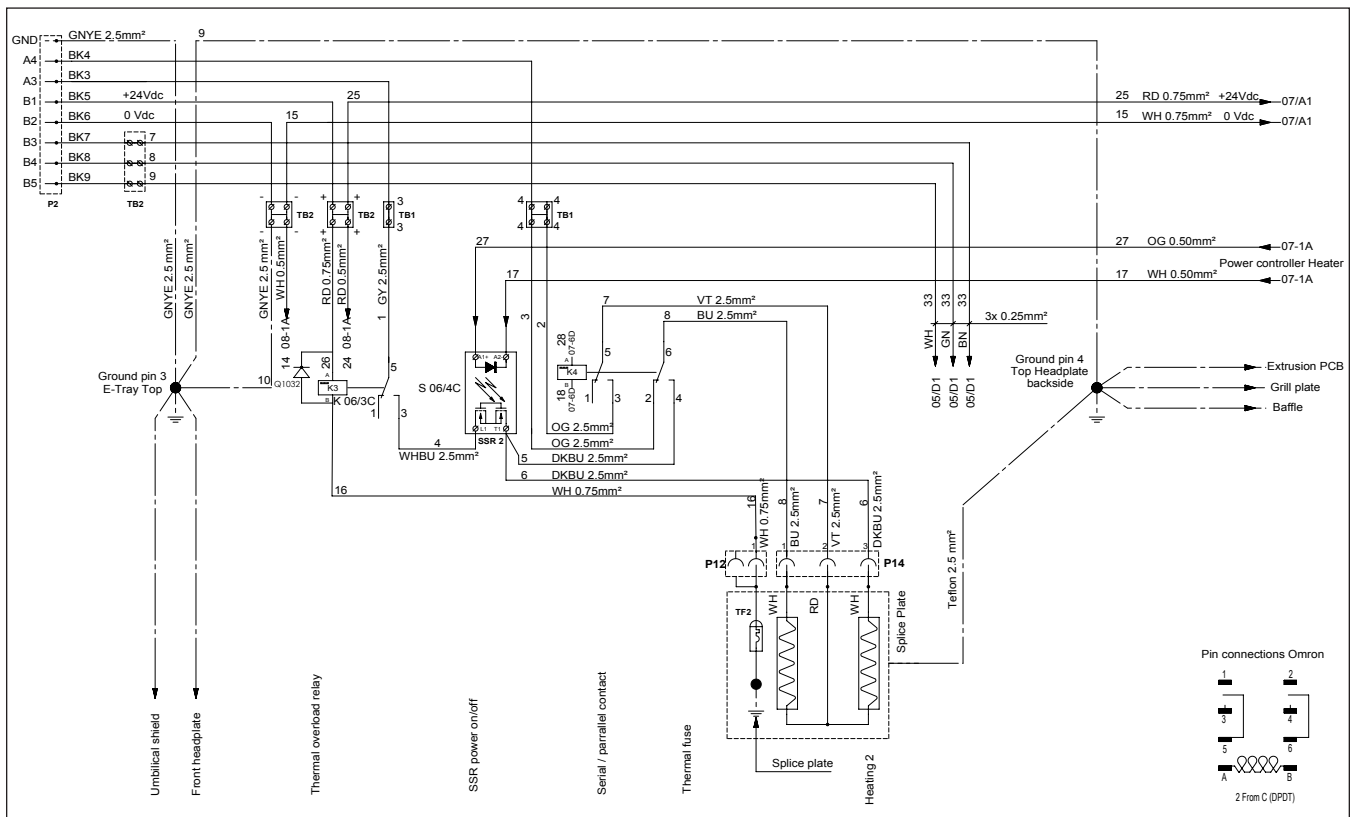 GND GNYE 2.5mm² 9
A4 BK4
A3 BK3
B1 BK5 +24Vdc 25 25 RD 0.75mm² +24Vdc 07/A1
B2 BK6 0 Vdc 15 15 WH 0.75mm² 0 Vdc 07/A1
B3 BK7 7
B4 BK8 8
B5 BK9 9
P2 TB2
- - + + 3 4 4
TB2 TB2 TB1 TB1
- - + + 3 4 4
GNYE 2.5 mm²
GNYE 2.5 mm²
GNYE 2.5 mm²
WH 0.5mm²
RD 0.75mm²
RD 0.5mm²
GY 2.5mm²
1
14 08-1A
26
24 08-1A
3
2
27 27 OG 0.50mm² 07-1A
Power controller Heater
17 17 WH 0.50mm² 07-1A
7 VT 2.5mm²
8 BU 2.5mm²
33 33 33
3x 0.25mm²
WH GN BN
05/D1 05/D1 05/D1
Ground pin 3
E-Tray Top
10
Q1032
A
K3
B
K 06/3C
5
1 3
A1+ A2-
S 06/4C
L1 T1
SSR 2
28 07-6D
A
K4
B
18 07-6D
5 6
1 3 2 4
Ground pin 4
Top Headplate
backside
Extrusion PCB
Grill plate
Baffle
OG 2.5mm²
4 OG 2.5mm²
WHBU 2.5mm² 5 DKBU 2.5mm²
6 DKBU 2.5mm²
16 WH 0.75mm²
16
WH 0.75mm²
8
BU 2.5mm²
7
VT 2.5mm²
6
DKBU 2.5mm²
1 1 2 3
P12 P14
TF2
WH
RD
WH
Splice Plate
Teflon 2.5 mm²
Splice plate
Umbilical shield
Front headplate
Thermal overload relay
SSR power on/off
Serial / parrallel contact
Thermal fuse
Heating 2
Pin connections Omron
1 2
3 4
5 6
A B
2 From C (DPDT)